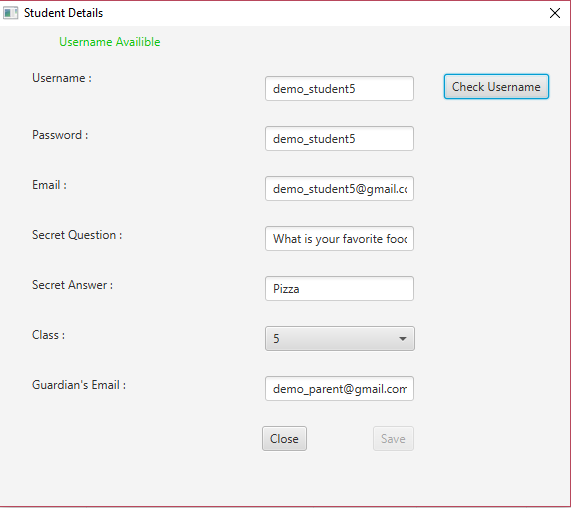 Student Details
Username Availible
Username : demo_student5 Check Username
Password : demo_student5
Email : demo_student5@gmail.co
Secret Question : What is your favorite food
Secret Answer : Pizza
Class : 5
Guardian's Email : demo_parent@gmail.com
Close Save